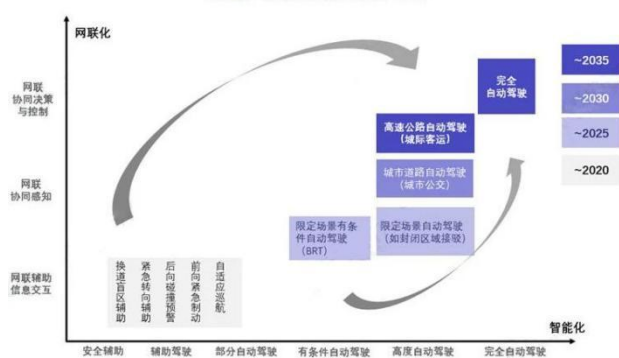 网联化
网联
协同决策
与控制
网联
协同感知
网联辅助
信息交互
完全
自动驾驶
高速公路自动驾驶
(城际客运)
城市道路自动驾驶
(城市公交)
限定场景有条
件自动驾驶
(BRT)
限定场景自动驾驶
(如封闭区域接驳)
换道盲区辅助
紧急转向辅助
后向碰撞预警
前向紧急制动
自适应巡航
~2035
~2030
~2025
~2020
智能化
安全辅助
辅助驾驶
部分自动驾驶
有条件自动驾驶
高度自动驾驶
完全自动驾驶